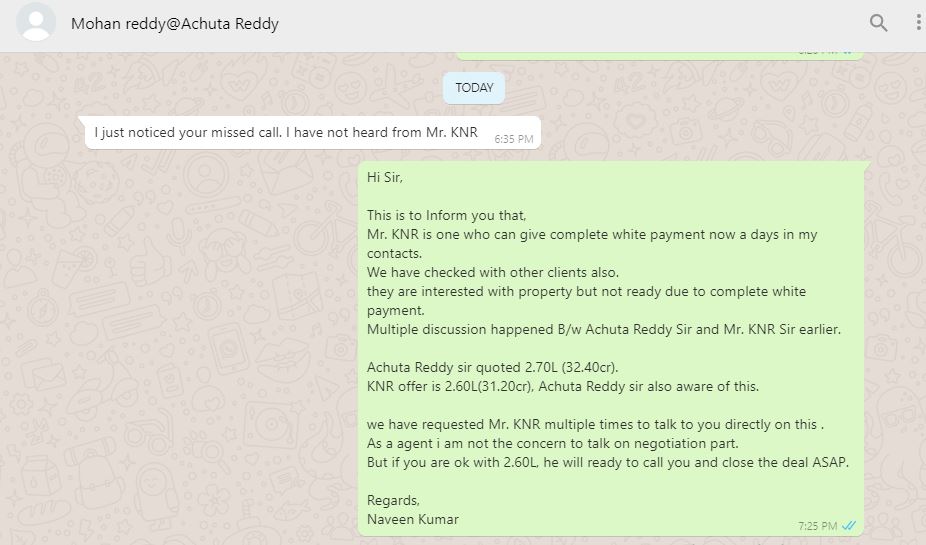 Mohan reddy@Achuta Reddy
TODAY
I just noticed your missed call. I have not heard from Mr. KNR
6:35 PM
Hi Sir,
This is to Inform you that,
Mr. KNR is one who can give complete white payment now a days in my
contacts.
We have checked with other clients also.
they are interested with property but not ready due to complete white
payment.
Multiple discussion happened B/w Achuta Reddy Sir and Mr. KNR Sir earlier.
Achuta Reddy sir quoted 2.70L (32.40cr).
KNR offer is 2.60L(31.20cr), Achuta Reddy sir also aware of this.
we have requested Mr. KNR multiple times to talk to you directly on this .
As a agent i am not the concern to talk on negotiation part.
But if you are ok with 2.60L, he will ready to call you and close the deal ASAP.
Regards,
Naveen Kumar
7:25 PM